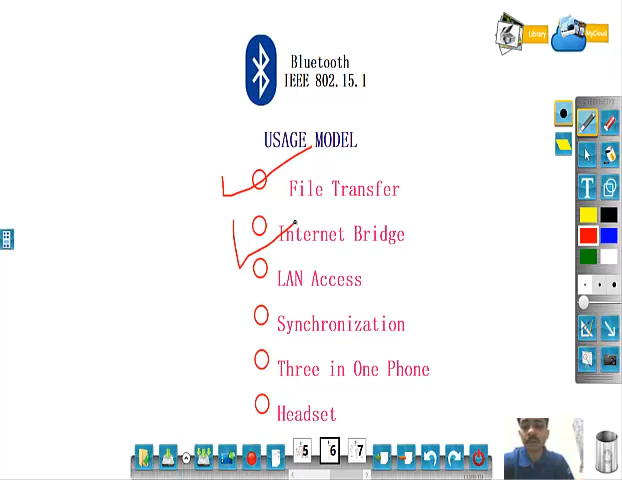 Library
MyCloud
Bluetooth
IEEE 802.15.1
USAGE MODEL
File Transfer
Internet Bridge
LAN Access
Synchronization
Three in One Phone
Headset
T
5
6
7